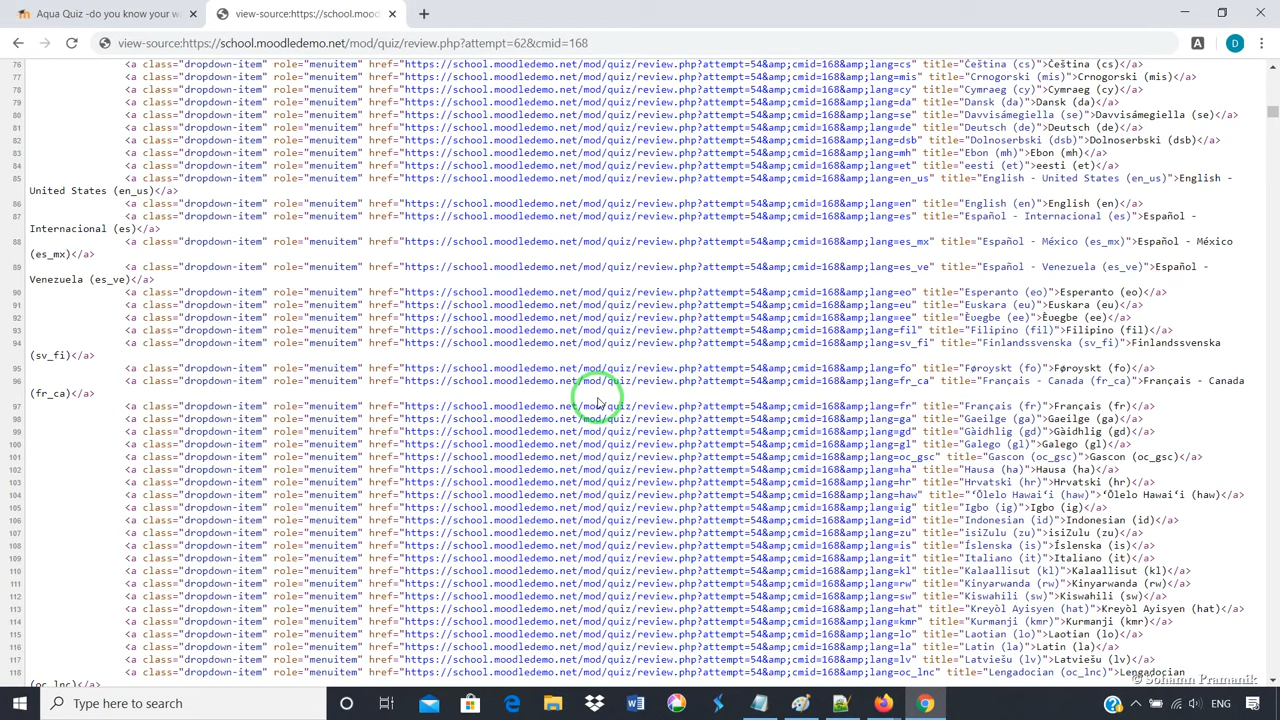 Aqua Quiz -do you know your w
view-source:https://school.mood
view-source:https://school.moodledemo.net/mod/quiz/review.php?attempt=62&cmid=168
A
D
76 <a class="dropdown-item" role="menuitem" href="https://school.moodledemo.net/mod/quiz/review.php?attempt=54&amp;cmid=168&amp;lang=cs" title="Čeština ‎(cs)‎">Čeština ‎(cs)‎</a>
77 <a class="dropdown-item" role="menuitem" href="https://school.moodledemo.net/mod/quiz/review.php?attempt=54&amp;cmid=168&amp;lang=mis" title="Crnogorski (mis)">Crnogorski (mis)</a>
78 <a class="dropdown-item" role="menuitem" href="https://school.moodledemo.net/mod/quiz/review.php?attempt=54&amp;cmid=168&amp;lang=cy" title="Cymraeg (cy)">Cymraeg (cy)</a>
79 <a class="dropdown-item" role="menuitem" href="https://school.moodledemo.net/mod/quiz/review.php?attempt=54&amp;cmid=168&amp;lang=da" title="Dansk (da)">Dansk (da)</a>
80 <a class="dropdown-item" role="menuitem" href="https://school.moodledemo.net/mod/quiz/review.php?attempt=54&amp;cmid=168&amp;lang=se" title="Davvisámegiella (se)">Davvisámegiella (se)</a>
81 <a class="dropdown-item" role="menuitem" href="https://school.moodledemo.net/mod/quiz/review.php?attempt=54&amp;cmid=168&amp;lang=de" title="Deutsch (de)">Deutsch (de)</a>
82 <a class="dropdown-item" role="menuitem" href="https://school.moodledemo.net/mod/quiz/review.php?attempt=54&amp;cmid=168&amp;lang=dsb" title="Dolnoserbski (dsb)">Dolnoserbski (dsb)</a>
83 <a class="dropdown-item" role="menuitem" href="https://school.moodledemo.net/mod/quiz/review.php?attempt=54&amp;cmid=168&amp;lang=mh" title="Ebon (mh)">Ebon (mh)</a>
84 <a class="dropdown-item" role="menuitem" href="https://school.moodledemo.net/mod/quiz/review.php?attempt=54&amp;cmid=168&amp;lang=et" title="eesti (et)">eesti (et)</a>
85 <a class="dropdown-item" role="menuitem" href="https://school.moodledemo.net/mod/quiz/review.php?attempt=54&amp;cmid=168&amp;lang=en_us" title="English - United States (en_us)">English -
United States (en_us)</a>
86 <a class="dropdown-item" role="menuitem" href="https://school.moodledemo.net/mod/quiz/review.php?attempt=54&amp;cmid=168&amp;lang=en" title="English (en)">English (en)</a>
87 <a class="dropdown-item" role="menuitem" href="https://school.moodledemo.net/mod/quiz/review.php?attempt=54&amp;cmid=168&amp;lang=es" title="Español - Internacional (es)">Español -
Internacional (es)</a>
88 <a class="dropdown-item" role="menuitem" href="https://school.moodledemo.net/mod/quiz/review.php?attempt=54&amp;cmid=168&amp;lang=es_mx" title="Español - México (es_mx)">Español - México
(es_mx)</a>
89 <a class="dropdown-item" role="menuitem" href="https://school.moodledemo.net/mod/quiz/review.php?attempt=54&amp;cmid=168&amp;lang=es_ve" title="Español - Venezuela (es_ve)">Español -
Venezuela (es_ve)</a>
90 <a class="dropdown-item" role="menuitem" href="https://school.moodledemo.net/mod/quiz/review.php?attempt=54&amp;cmid=168&amp;lang=eo" title="Esperanto (eo)">Esperanto (eo)</a>
91 <a class="dropdown-item" role="menuitem" href="https://school.moodledemo.net/mod/quiz/review.php?attempt=54&amp;cmid=168&amp;lang=eu" title="Euskara (eu)">Euskara (eu)</a>
92 <a class="dropdown-item" role="menuitem" href="https://school.moodledemo.net/mod/quiz/review.php?attempt=54&amp;cmid=168&amp;lang=ee" title="Èʋegbe (ee)">Èʋegbe (ee)</a>
93 <a class="dropdown-item" role="menuitem" href="https://school.moodledemo.net/mod/quiz/review.php?attempt=54&amp;cmid=168&amp;lang=fil" title="Filipino (fil)">Filipino (fil)</a>
94 <a class="dropdown-item" role="menuitem" href="https://school.moodledemo.net/mod/quiz/review.php?attempt=54&amp;cmid=168&amp;lang=sv_fi" title="Finlandssvenska (sv_fi)">Finlandssvenska
(sv_fi)</a>
95 <a class="dropdown-item" role="menuitem" href="https://school.moodledemo.net/mod/quiz/review.php?attempt=54&amp;cmid=168&amp;lang=fo" title="Føroyskt (fo)">Føroyskt (fo)</a>
96 <a class="dropdown-item" role="menuitem" href="https://school.moodledemo.net/mod/quiz/review.php?attempt=54&amp;cmid=168&amp;lang=fr_ca" title="Français - Canada (fr_ca)">Français - Canada
(fr_ca)</a>
97 <a class="dropdown-item" role="menuitem" href="https://school.moodledemo.net/mod/quiz/review.php?attempt=54&amp;cmid=168&amp;lang=fr" title="Français (fr)">Français (fr)</a>
98 <a class="dropdown-item" role="menuitem" href="https://school.moodledemo.net/mod/quiz/review.php?attempt=54&amp;cmid=168&amp;lang=ga" title="Gaeilge (ga)">Gaeilge (ga)</a>
99 <a class="dropdown-item" role="menuitem" href="https://school.moodledemo.net/mod/quiz/review.php?attempt=54&amp;cmid=168&amp;lang=gd" title="Gàidhlig (gd)">Gàidhlig (gd)</a>
100 <a class="dropdown-item" role="menuitem" href="https://school.moodledemo.net/mod/quiz/review.php?attempt=54&amp;cmid=168&amp;lang=gl" title="Galego (gl)">Galego (gl)</a>
101 <a class="dropdown-item" role="menuitem" href="https://school.moodledemo.net/mod/quiz/review.php?attempt=54&amp;cmid=168&amp;lang=oc_gsc" title="Gascon (oc_gsc)">Gascon (oc_gsc)</a>
102 <a class="dropdown-item" role="menuitem" href="https://school.moodledemo.net/mod/quiz/review.php?attempt=54&amp;cmid=168&amp;lang=ha" title="Hausa (ha)">Hausa (ha)</a>
103 <a class="dropdown-item" role="menuitem" href="https://school.moodledemo.net/mod/quiz/review.php?attempt=54&amp;cmid=168&amp;lang=hr" title="Hrvatski (hr)">Hrvatski (hr)</a>
104 <a class="dropdown-item" role="menuitem" href="https://school.moodledemo.net/mod/quiz/review.php?attempt=54&amp;cmid=168&amp;lang=haw" title="ʻŌlelo Hawaiʻi (haw)">ʻŌlelo Hawaiʻi (haw)</a>
105 <a class="dropdown-item" role="menuitem" href="https://school.moodledemo.net/mod/quiz/review.php?attempt=54&amp;cmid=168&amp;lang=ig" title="Igbo (ig)">Igbo (ig)</a>
106 <a class="dropdown-item" role="menuitem" href="https://school.moodledemo.net/mod/quiz/review.php?attempt=54&amp;cmid=168&amp;lang=id" title="Indonesian (id)">Indonesian (id)</a>
107 <a class="dropdown-item" role="menuitem" href="https://school.moodledemo.net/mod/quiz/review.php?attempt=54&amp;cmid=168&amp;lang=zu" title="isiZulu (zu)">isiZulu (zu)</a>
108 <a class="dropdown-item" role="menuitem" href="https://school.moodledemo.net/mod/quiz/review.php?attempt=54&amp;cmid=168&amp;lang=is" title="Íslenska (is)">Íslenska (is)</a>
109 <a class="dropdown-item" role="menuitem" href="https://school.moodledemo.net/mod/quiz/review.php?attempt=54&amp;cmid=168&amp;lang=it" title="Italiano (it)">Italiano (it)</a>
110 <a class="dropdown-item" role="menuitem" href="https://school.moodledemo.net/mod/quiz/review.php?attempt=54&amp;cmid=168&amp;lang=kl" title="Kalaallisut (kl)">Kalaallisut (kl)</a>
111 <a class="dropdown-item" role="menuitem" href="https://school.moodledemo.net/mod/quiz/review.php?attempt=54&amp;cmid=168&amp;lang=rw" title="Kinyarwanda (rw)">Kinyarwanda (rw)</a>
112 <a class="dropdown-item" role="menuitem" href="https://school.moodledemo.net/mod/quiz/review.php?attempt=54&amp;cmid=168&amp;lang=sw" title="Kiswahili (sw)">Kiswahili (sw)</a>
113 <a class="dropdown-item" role="menuitem" href="https://school.moodledemo.net/mod/quiz/review.php?attempt=54&amp;cmid=168&amp;lang=hat" title="Kreyòl Ayisyen (hat)">Kreyòl Ayisyen (hat)</a>
114 <a class="dropdown-item" role="menuitem" href="https://school.moodledemo.net/mod/quiz/review.php?attempt=54&amp;cmid=168&amp;lang=kmr" title="Kurmanji (kmr)">Kurmanji (kmr)</a>
115 <a class="dropdown-item" role="menuitem" href="https://school.moodledemo.net/mod/quiz/review.php?attempt=54&amp;cmid=168&amp;lang=lo" title="Laotian (lo)">Laotian (lo)</a>
116 <a class="dropdown-item" role="menuitem" href="https://school.moodledemo.net/mod/quiz/review.php?attempt=54&amp;cmid=168&amp;lang=la" title="Latin (la)">Latin (la)</a>
117 <a class="dropdown-item" role="menuitem" href="https://school.moodledemo.net/mod/quiz/review.php?attempt=54&amp;cmid=168&amp;lang=lv" title="Latviešu (lv)">Latviešu (lv)</a>
118 <a class="dropdown-item" role="menuitem" href="https://school.moodledemo.net/mod/quiz/review.php?attempt=54&amp;cmid=168&amp;lang=oc_lnc" title="Lengadocian (oc_lnc)">Lengadocian
(oc_lnc)</a>
Pramanik
Type here to search
ENG